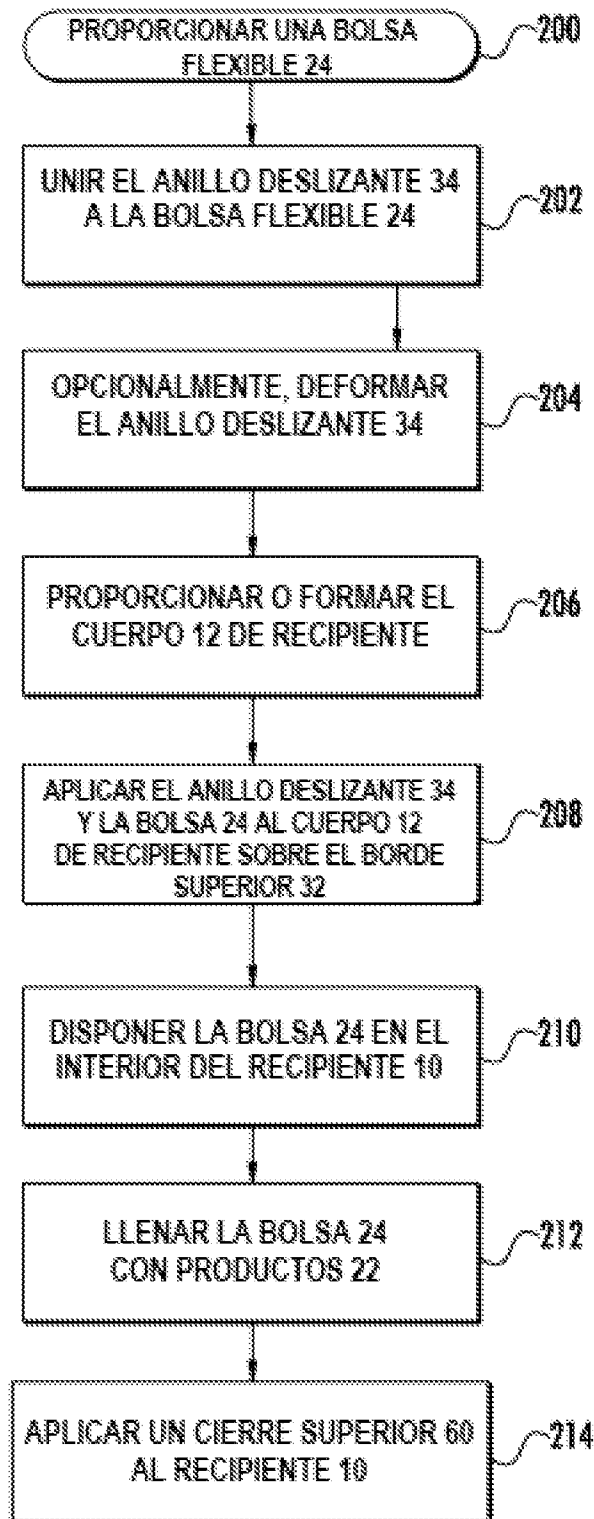 PROPORCIONAR UNA BOLSA
FLEXIBLE 24
200
UNIR EL ANILLO DESLIZANTE 34
A LA BOLSA FLEXIBLE 24
202
OPCIONALMENTE, DEFORMAR
EL ANILLO DESLIZANTE 34
204
PROPORCIONAR O FORMAR EL
CUERPO 12 DE RECIPIENTE
206
APLICAR EL ANILLO DESLIZANTE 34
Y LA BOLSA 24 AL CUERPO 12
DE RECIPIENTE SOBRE EL BORDE
SUPERIOR 32
208
DISPONER LA BOLSA 24 EN EL
INTERIOR DEL RECIPIENTE 10
210
LLENAR LA BOLSA 24
CON PRODUCTOS 22
212
APLICAR UN CIERRE SUPERIOR 60
AL RECIPIENTE 10
214